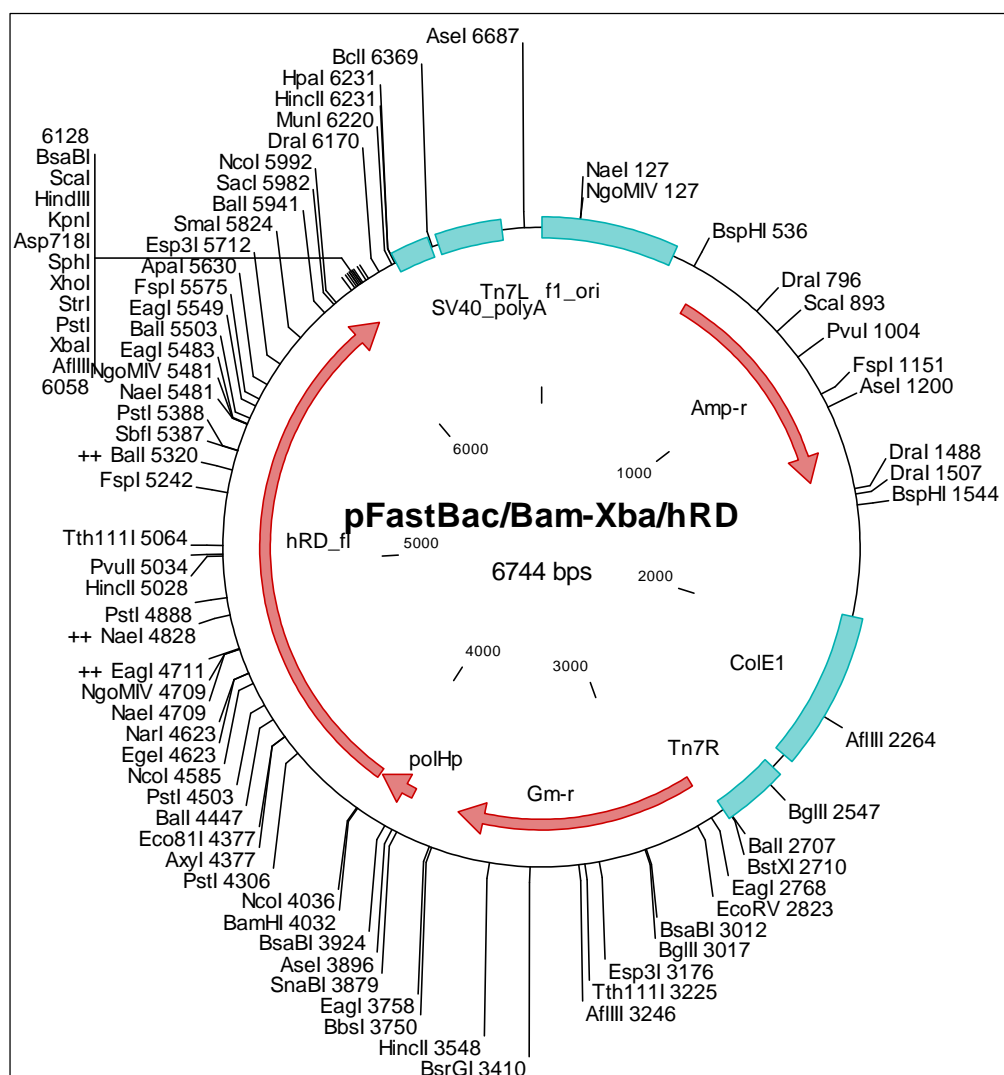 AseI 6687
BclI 6369
HpaI 6231
HincII 6231
MunI 6220
DraI 6170
NcoI 5992
SacI 5982
BalI 5941
SmaI 5824
Esp3I 5712
ApaI 5630
FspI 5575
EagI 5549
BalI 5503
EagI 5483
NgoMIV 5481
NaeI 5481
PstI 5388
SbfI 5387
++ BalI 5320
FspI 5242
Tth111I 5064
PvuII 5034
HincII 5028
PstI 4888
++ NaeI 4828
++ EagI 4711
NgoMIV 4709
NaeI 4709
NarI 4623
EgeI 4623
NcoI 4585
PstI 4503
BalI 4447
Eco81I 4377
AxyI 4377
PstI 4306
NcoI 4036
BamHI 4032
BsaBI 3924
AseI 3896
SnaBI 3879
EagI 3758
BbsI 3750
HincII 3548
BsrGI 3410
6128
BsaBI
ScaI
HindIII
KpnI
Asp718I
SphI
XhoI
StrI
PstI
XbaI
AflIII
6058
NaeI 127
NgoMIV 127
BspHI 536
DraI 796
ScaI 893
PvuI 1004
FspI 1151
AseI 1200
DraI 1488
DraI 1507
BspHI 1544
AflIII 2264
BglII 2547
BalI 2707
BstXI 2710
EagI 2768
EcoRV 2823
BsaBI 3012
BglII 3017
Esp3I 3176
Tth111I 3225
AflIII 3246
Tn7L
f1_ori
SV40_polyA
Amp-r
ColE1
Tn7R
Gm-r
polHp
hRD_fl
1000
2000
3000
4000
5000
6000
pFastBac/Bam-Xba/hRD
6744 bps